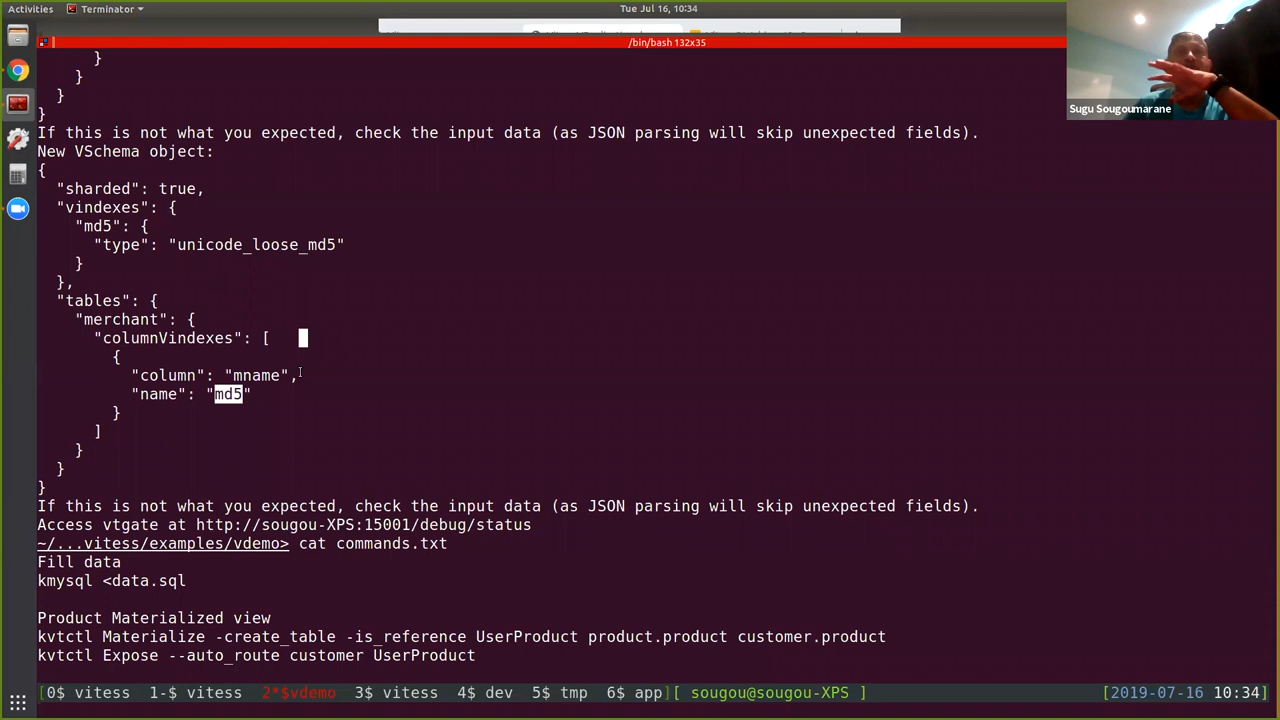 Activities
Terminator
Tue Jul 16, 10:34
/bin/bash 132x35
Sugu Sougoumarane
}
}
}
}
If this is not what you expected, check the input data (as JSON parsing will skip unexpected fields).
New VSchema object:
{
"sharded": true,
"vindexes": {
"md5": {
"type": "unicode_loose_md5"
}
},
"tables": {
"merchant": {
"columnVindexes": [
{
"column": "mname",
"name": "md5"
}
]
}
}
}
If this is not what you expected, check the input data (as JSON parsing will skip unexpected fields).
Access vtgate at http://sougou-XPS:15001/debug/status
~/...vitess/examples/vdemo> cat commands.txt
Fill data
kmysql <data.sql
Product Materialized view
kvtctl Materialize -create_table -is_reference UserProduct product.product customer.product
kvtctl Expose --auto_route customer UserProduct
[0$ vitess 1-$ vitess 2*$vdemo 3$ vitess 4$ dev 5$ tmp 6$ app][ sougou@sougou-XPS ] [2019-07-16 10:34]